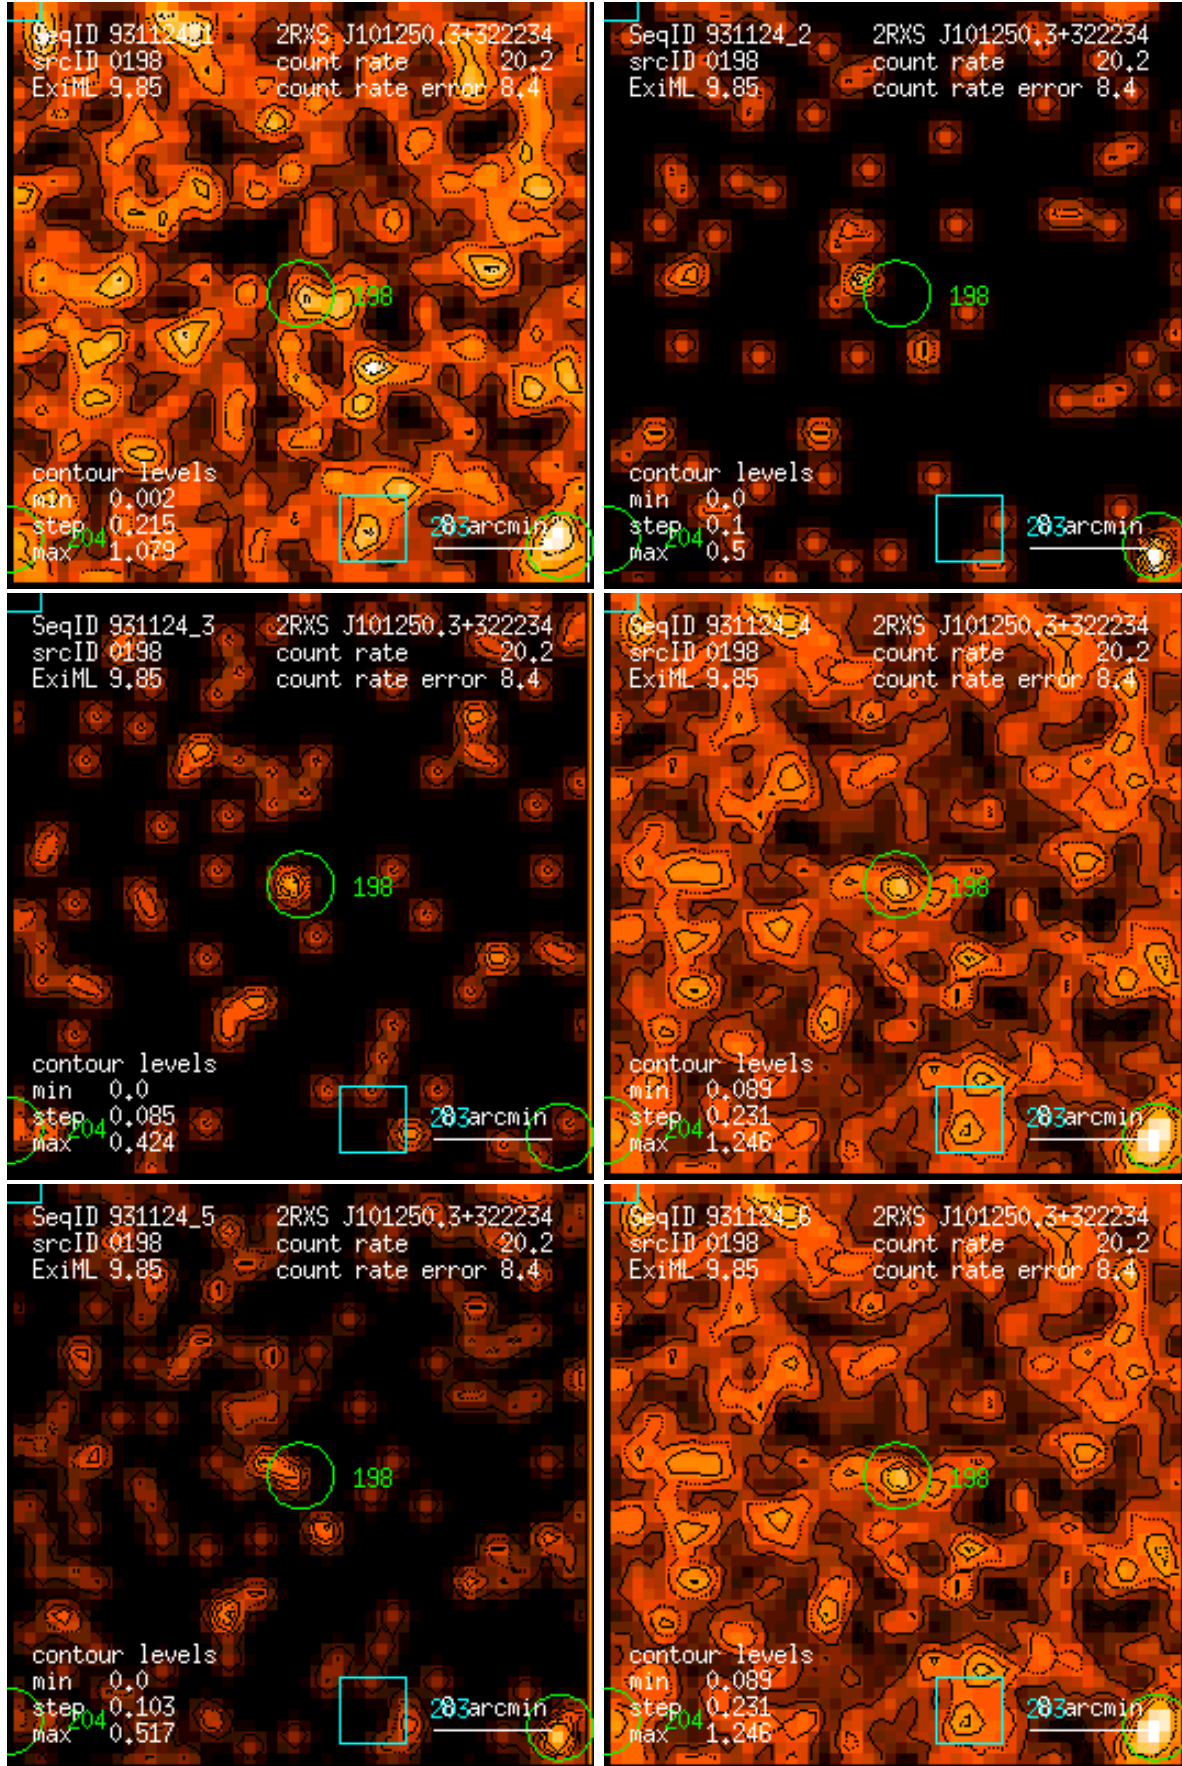 SeqID 931124_1 2RXS J101250.3+322234
srcID 0198 count rate 20.2
ExiML 9.85 count rate error 8.4
198
contour levels
min 0.002
step 0.215 arcmin
max 1.079
204
SeqID 931124_2 2RXS J101250.3+322234
srcID 0198 count rate 20.2
ExiML 9.85 count rate error 8.4
198
contour levels
min 0.0
step 0.1 arcmin
max 0.5
204
SeqID 931124_3 2RXS J101250.3+322234
srcID 0198 count rate 20.2
ExiML 9.85 count rate error 8.4
198
contour levels
min 0.0
step 0.085 arcmin
max 0.424
204
SeqID 931124_4 2RXS J101250.3+322234
srcID 0198 count rate 20.2
ExiML 9.85 count rate error 8.4
198
contour levels
min 0.089
step 0.231 arcmin
max 1.246
204
SeqID 931124_5 2RXS J101250.3+322234
srcID 0198 count rate 20.2
ExiML 9.85 count rate error 8.4
198
contour levels
min 0.0
step 0.103 arcmin
max 0.517
204
SeqID 931124_6 2RXS J101250.3+322234
srcID 0198 count rate 20.2
ExiML 9.85 count rate error 8.4
198
contour levels
min 0.089
step 0.231 arcmin
max 1.246
204